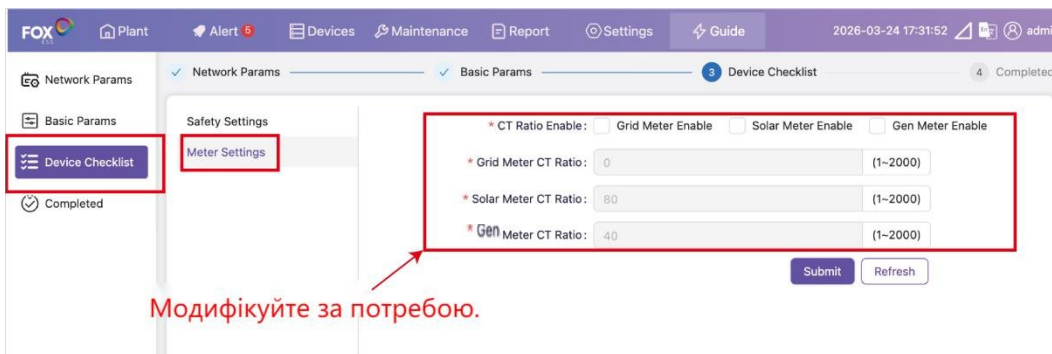 FOX ESS Plant Alert 5 Devices Maintenance Report Settings Guide 2026-03-24 17:31:52 En admi
Network Params Network Params Basic Params 3 Device Checklist 4 Completed
Basic Params Safety Settings * CT Ratio Enable: Grid Meter Enable Solar Meter Enable Gen Meter Enable
Device Checklist Meter Settings * Grid Meter CT Ratio: 0 (1~2000)
Completed * Solar Meter CT Ratio: 80 (1~2000)
* Gen Meter CT Ratio: 40 (1~2000)
Submit Refresh
Модифікуйте за потребою.